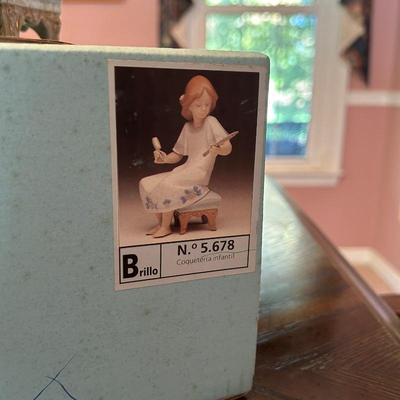 Brillo
N.º 5.678
Coquetería infantil